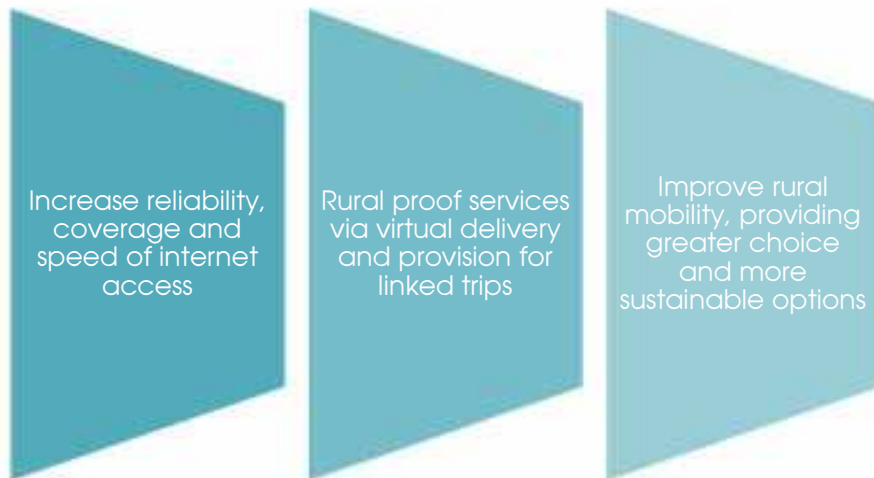 Increase reliability,
coverage and
speed of internet
access
Rural proof services
via virtual delivery
and provision for
linked trips
Improve rural
mobility, providing
greater choice
and more
sustainable options